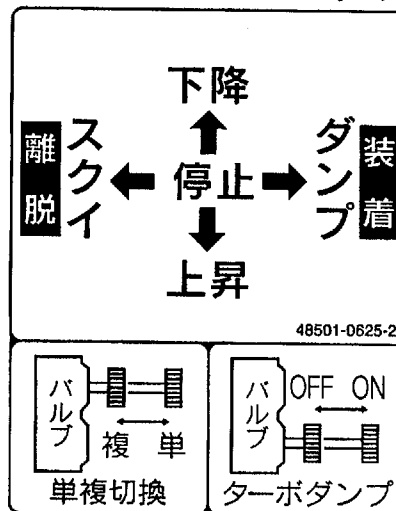 下降
離脱
スクイ
停止
ダンプ
装着
上昇
48501-0625-2
バルブ
複 単
単複切換
バルブ
OFF ON
ターボダンプ